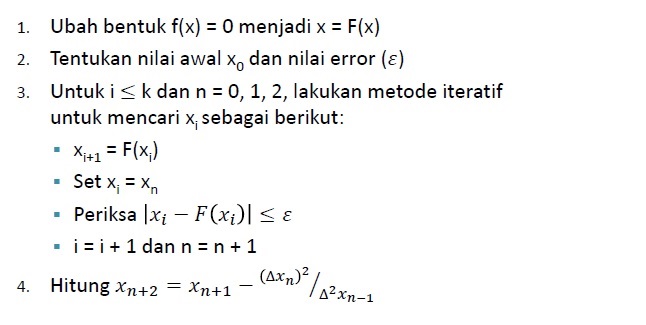 1. Ubah bentuk f(x) = 0 menjadi x = F(x)
2. Tentukan nilai awal x₀ dan nilai error (ε)
3. Untuk i ≤ k dan n = 0, 1, 2, lakukan metode iteratif
untuk mencari xᵢ sebagai berikut:
▪ xᵢ₊₁ = F(xᵢ)
▪ Set xᵢ = xₙ
▪ Periksa |xᵢ − F(xᵢ)| ≤ ε
▪ i = i + 1 dan n = n + 1
4. Hitung xₙ₊₂ = xₙ₊₁ − (Δxₙ)²/Δ²xₙ₋₁